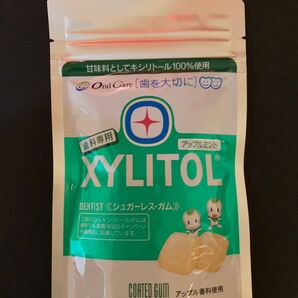 甘味料としてキシリトール100%使用
Oral Care [歯を大切に]
歯科専用
アップルミント
XYLITOL®
DENTIST《シュガーレス・ガム》
COATED GUM
アップル香料使用